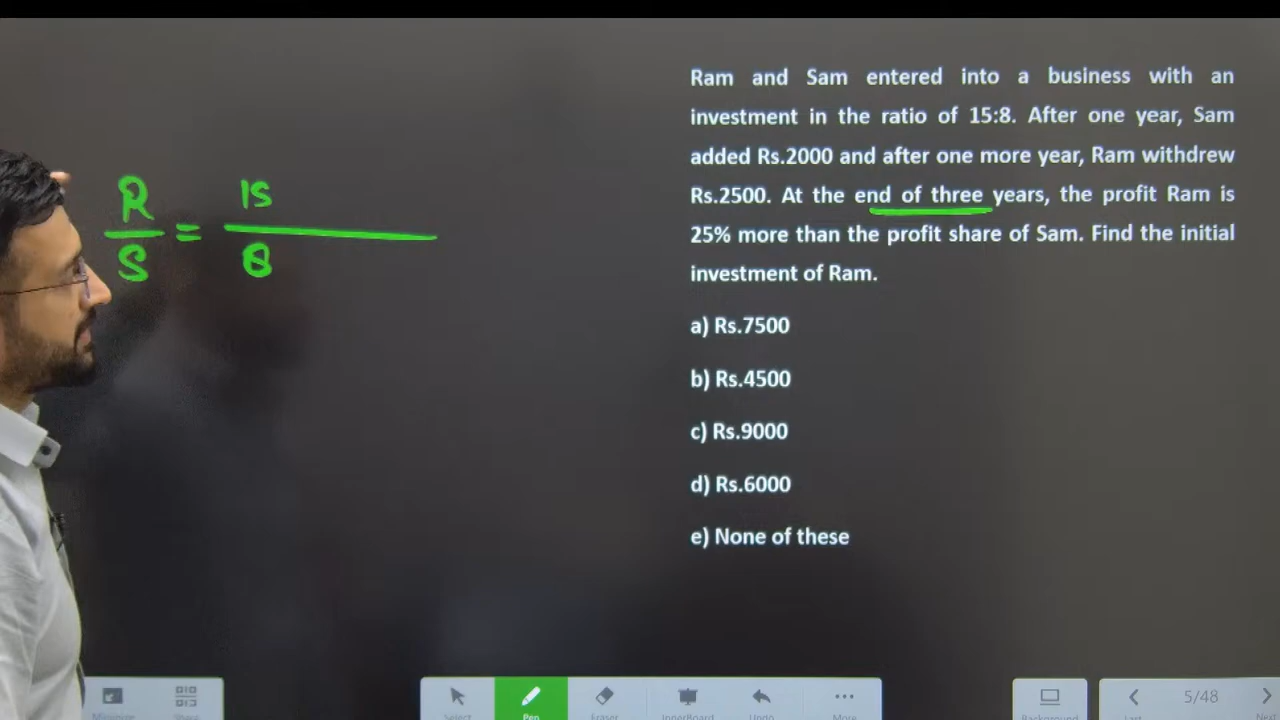 Ram and Sam entered into a business with an
investment in the ratio of 15:8. After one year, Sam
added Rs.2000 and after one more year, Ram withdrew
Rs.2500. At the end of three years, the profit Ram is
25% more than the profit share of Sam. Find the initial
investment of Ram.
a) Rs.7500
b) Rs.4500
c) Rs.9000
d) Rs.6000
e) None of these
R 15
=
S 8
Select Pen Eraser InnerBoard Undo More
5/48